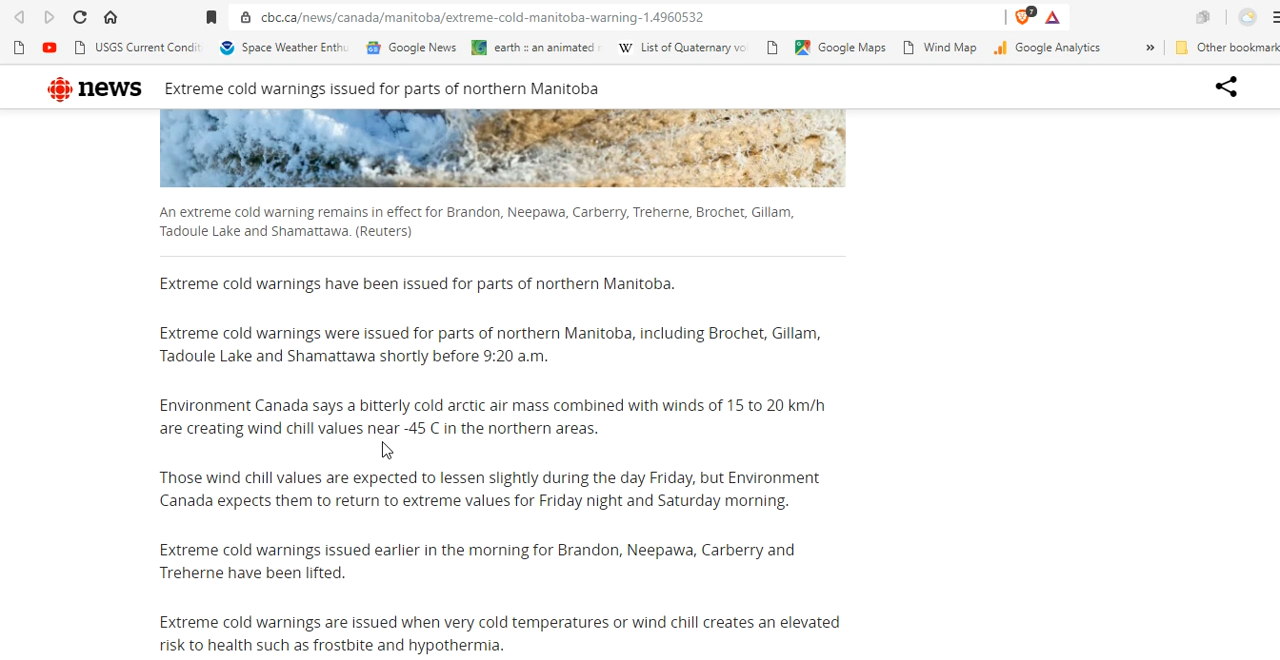 cbc.ca/news/canada/manitoba/extreme-cold-manitoba-warning-1.4960532
7
USGS Current Condit
Space Weather Enthu
Google News
earth :: an animated
List of Quaternary vo
Google Maps
Wind Map
Google Analytics
»
Other bookmark
news
Extreme cold warnings issued for parts of northern Manitoba
An extreme cold warning remains in effect for Brandon, Neepawa, Carberry, Treherne, Brochet, Gillam,
Tadoule Lake and Shamattawa. (Reuters)
Extreme cold warnings have been issued for parts of northern Manitoba.
Extreme cold warnings were issued for parts of northern Manitoba, including Brochet, Gillam,
Tadoule Lake and Shamattawa shortly before 9:20 a.m.
Environment Canada says a bitterly cold arctic air mass combined with winds of 15 to 20 km/h
are creating wind chill values near -45 C in the northern areas.
Those wind chill values are expected to lessen slightly during the day Friday, but Environment
Canada expects them to return to extreme values for Friday night and Saturday morning.
Extreme cold warnings issued earlier in the morning for Brandon, Neepawa, Carberry and
Treherne have been lifted.
Extreme cold warnings are issued when very cold temperatures or wind chill creates an elevated
risk to health such as frostbite and hypothermia.